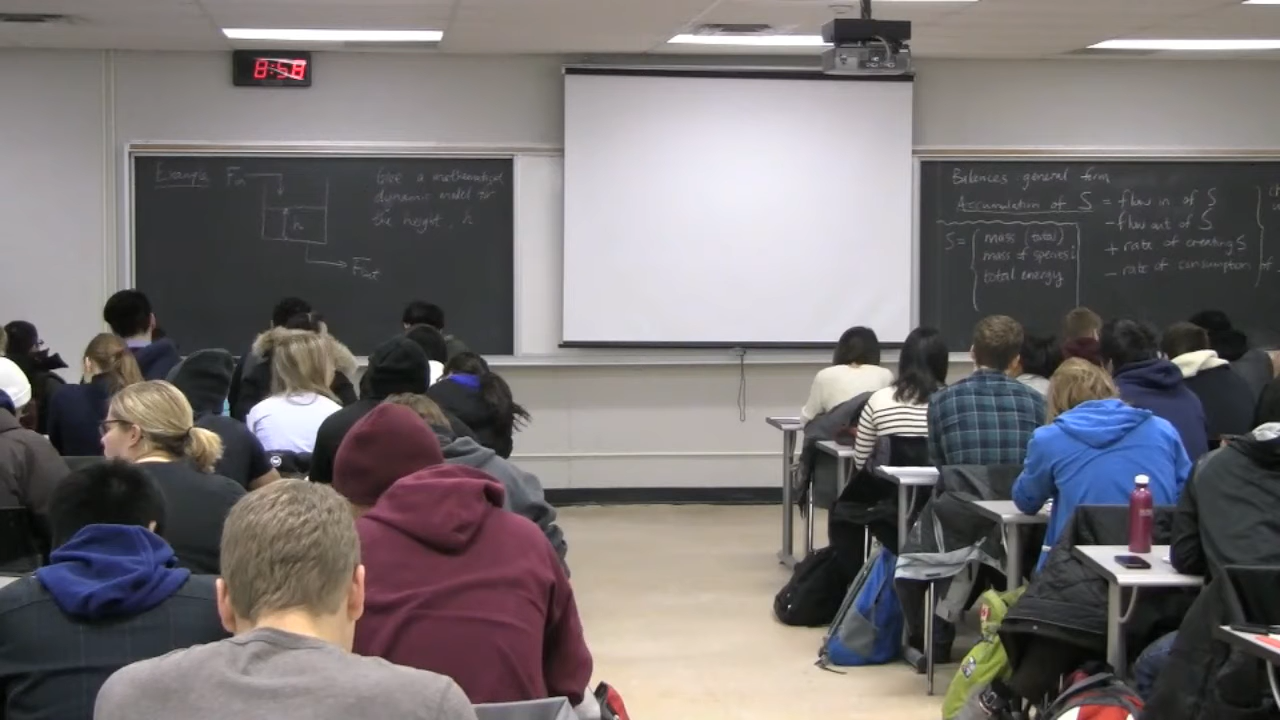 8:58
Example
Fin
h
Fout
Give a mathematical
dynamic model for
the height, h
Balances: general form
Accumulation of S = flow in of S
- flow out of S
+ rate of creating S
- rate of consumption of
S =
mass (total)
mass of species i
total energy